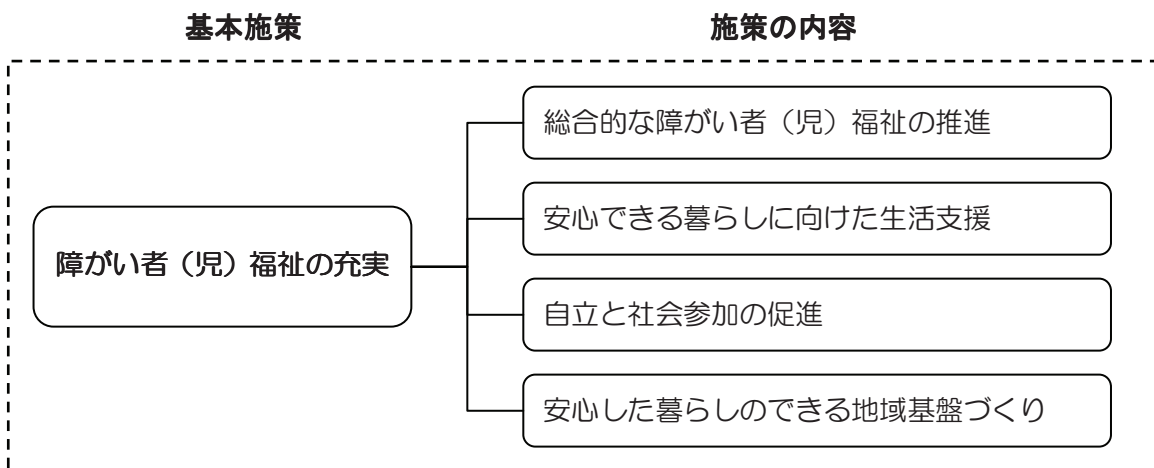 基本施策
施策の内容
総合的な障がい者（児）福祉の推進
安心できる暮らしに向けた生活支援
障がい者（児）福祉の充実
自立と社会参加の促進
安心した暮らしのできる地域基盤づくり